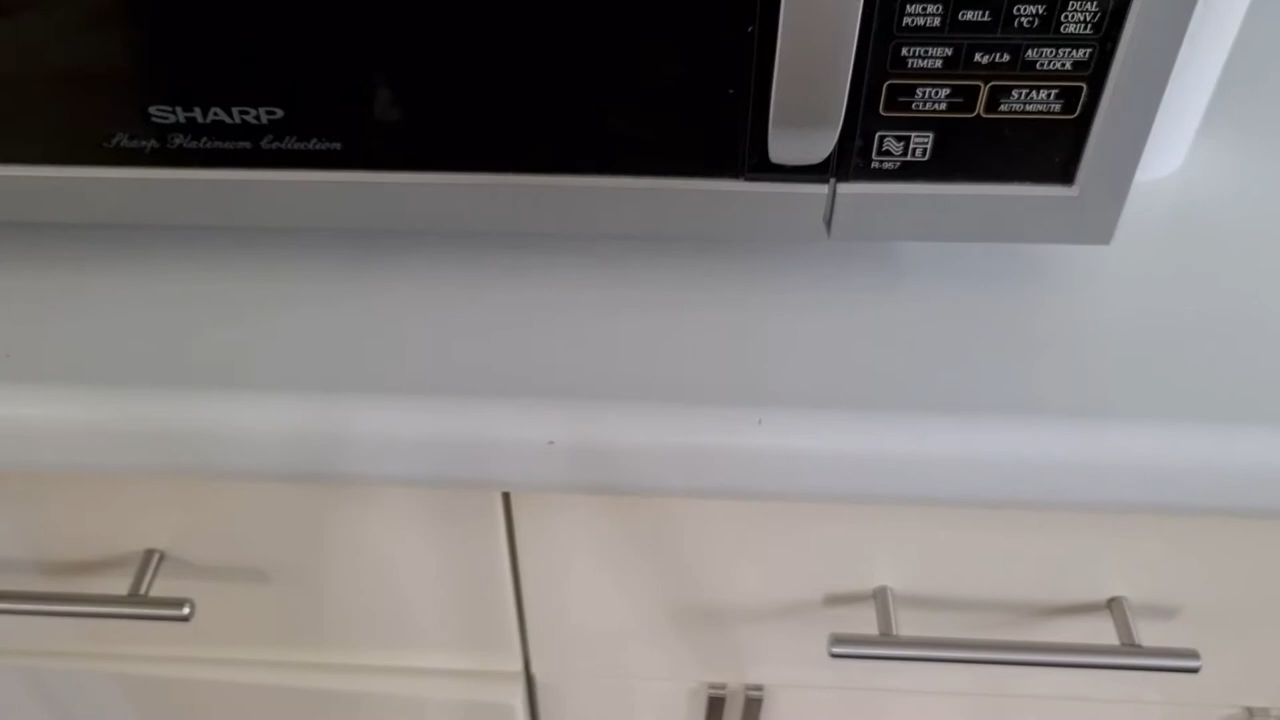 MICRO. POWER
GRILL
CONV. (°C)
DUAL CONV./ GRILL
KITCHEN TIMER
Kg/Lb
AUTO START CLOCK
STOP CLEAR
START AUTO MINUTE
SHARP
Sharp Platinum Collection
E
R-957